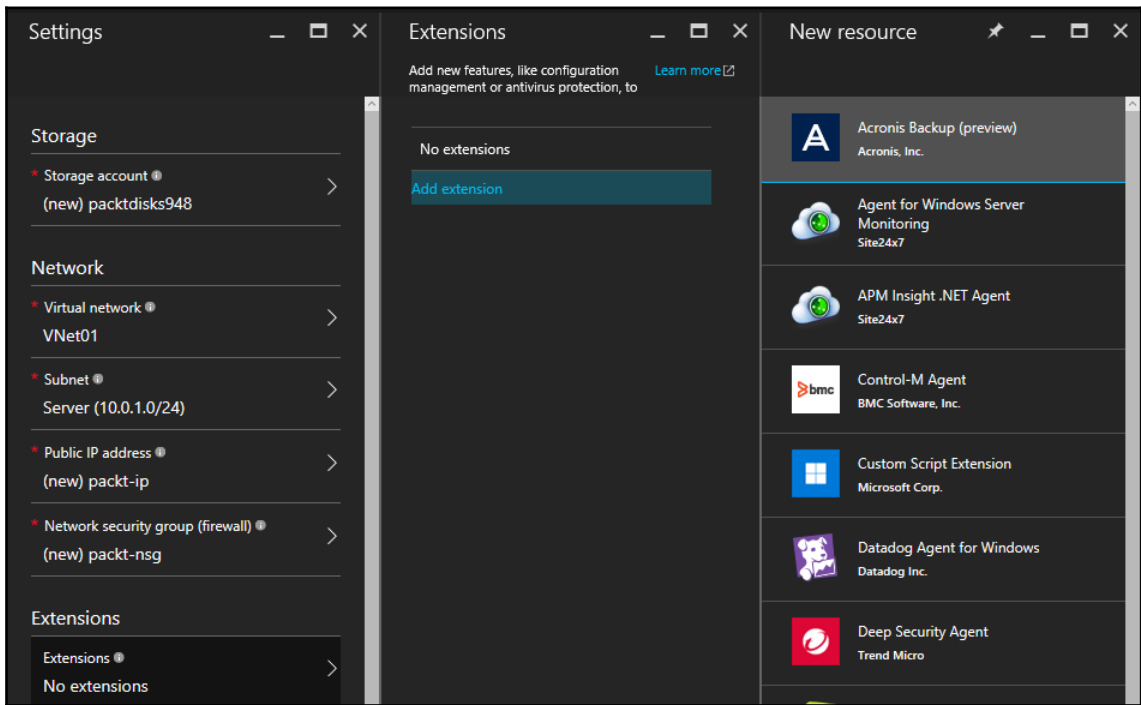 Settings
Storage
* Storage account
(new) packtdisks948
Network
* Virtual network
VNet01
* Subnet
Server (10.0.1.0/24)
* Public IP address
(new) packt-ip
* Network security group (firewall)
(new) packt-nsg
Extensions
Extensions
No extensions
Extensions
Add new features, like configuration
management or antivirus protection, to
Learn more
No extensions
Add extension
New resource
Acronis Backup (preview)
Acronis, Inc.
Agent for Windows Server
Monitoring
Site24x7
APM Insight .NET Agent
Site24x7
bmc
Control-M Agent
BMC Software, Inc.
Custom Script Extension
Microsoft Corp.
Datadog Agent for Windows
Datadog Inc.
Deep Security Agent
Trend Micro